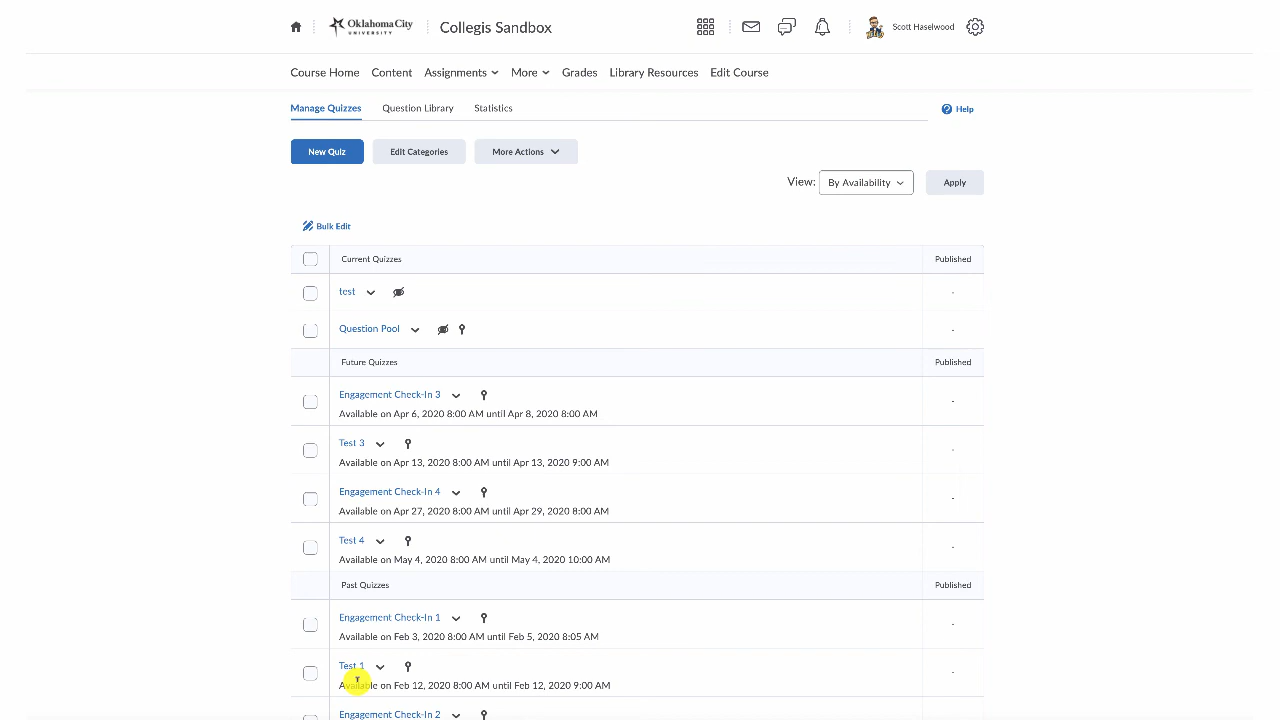 Oklahoma City
UNIVERSITY
Collegis Sandbox
Scott Haselwood
Course Home Content Assignments More Grades Library Resources Edit Course
Manage Quizzes Question Library Statistics Help
New Quiz Edit Categories More Actions
View: By Availability Apply
Bulk Edit
Current Quizzes Published
test -
Question Pool -
Future Quizzes Published
Engagement Check-In 3
Available on Apr 6, 2020 8:00 AM until Apr 8, 2020 8:00 AM -
Test 3
Available on Apr 13, 2020 8:00 AM until Apr 13, 2020 9:00 AM -
Engagement Check-In 4
Available on Apr 27, 2020 8:00 AM until Apr 29, 2020 8:00 AM -
Test 4
Available on May 4, 2020 8:00 AM until May 4, 2020 10:00 AM -
Past Quizzes Published
Engagement Check-In 1
Available on Feb 3, 2020 8:00 AM until Feb 5, 2020 8:05 AM -
Test 1
Available on Feb 12, 2020 8:00 AM until Feb 12, 2020 9:00 AM -
Engagement Check-In 2